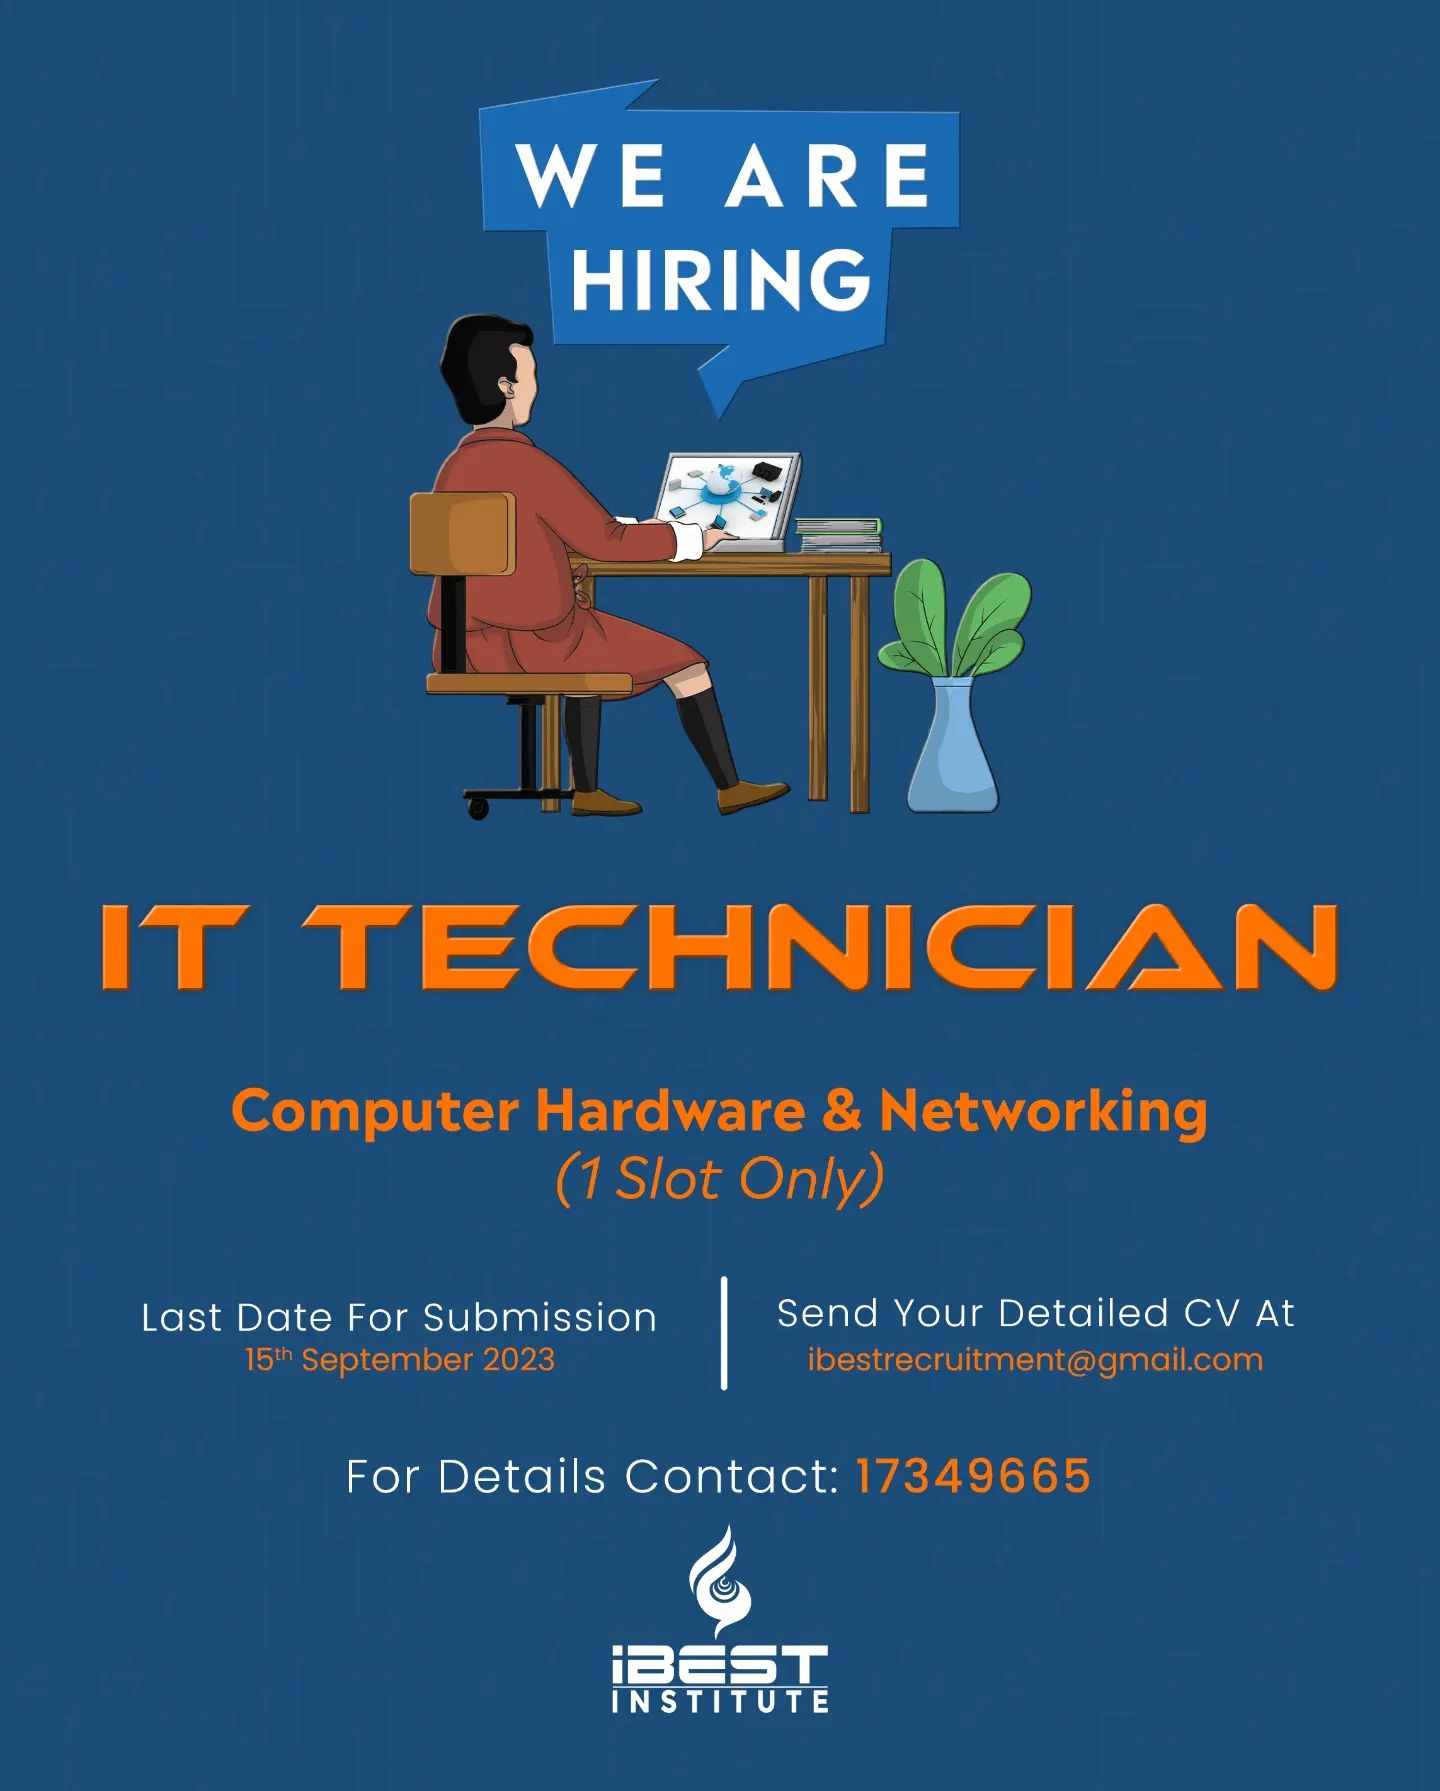 WE ARE
HIRING
IT TECHNICIAN
Computer Hardware & Networking
(1 Slot Only)
Last Date For Submission
15th September 2023
Send Your Detailed CV At
ibestrecruitment@gmail.com
For Details Contact: 17349665
iBEST
INSTITUTE